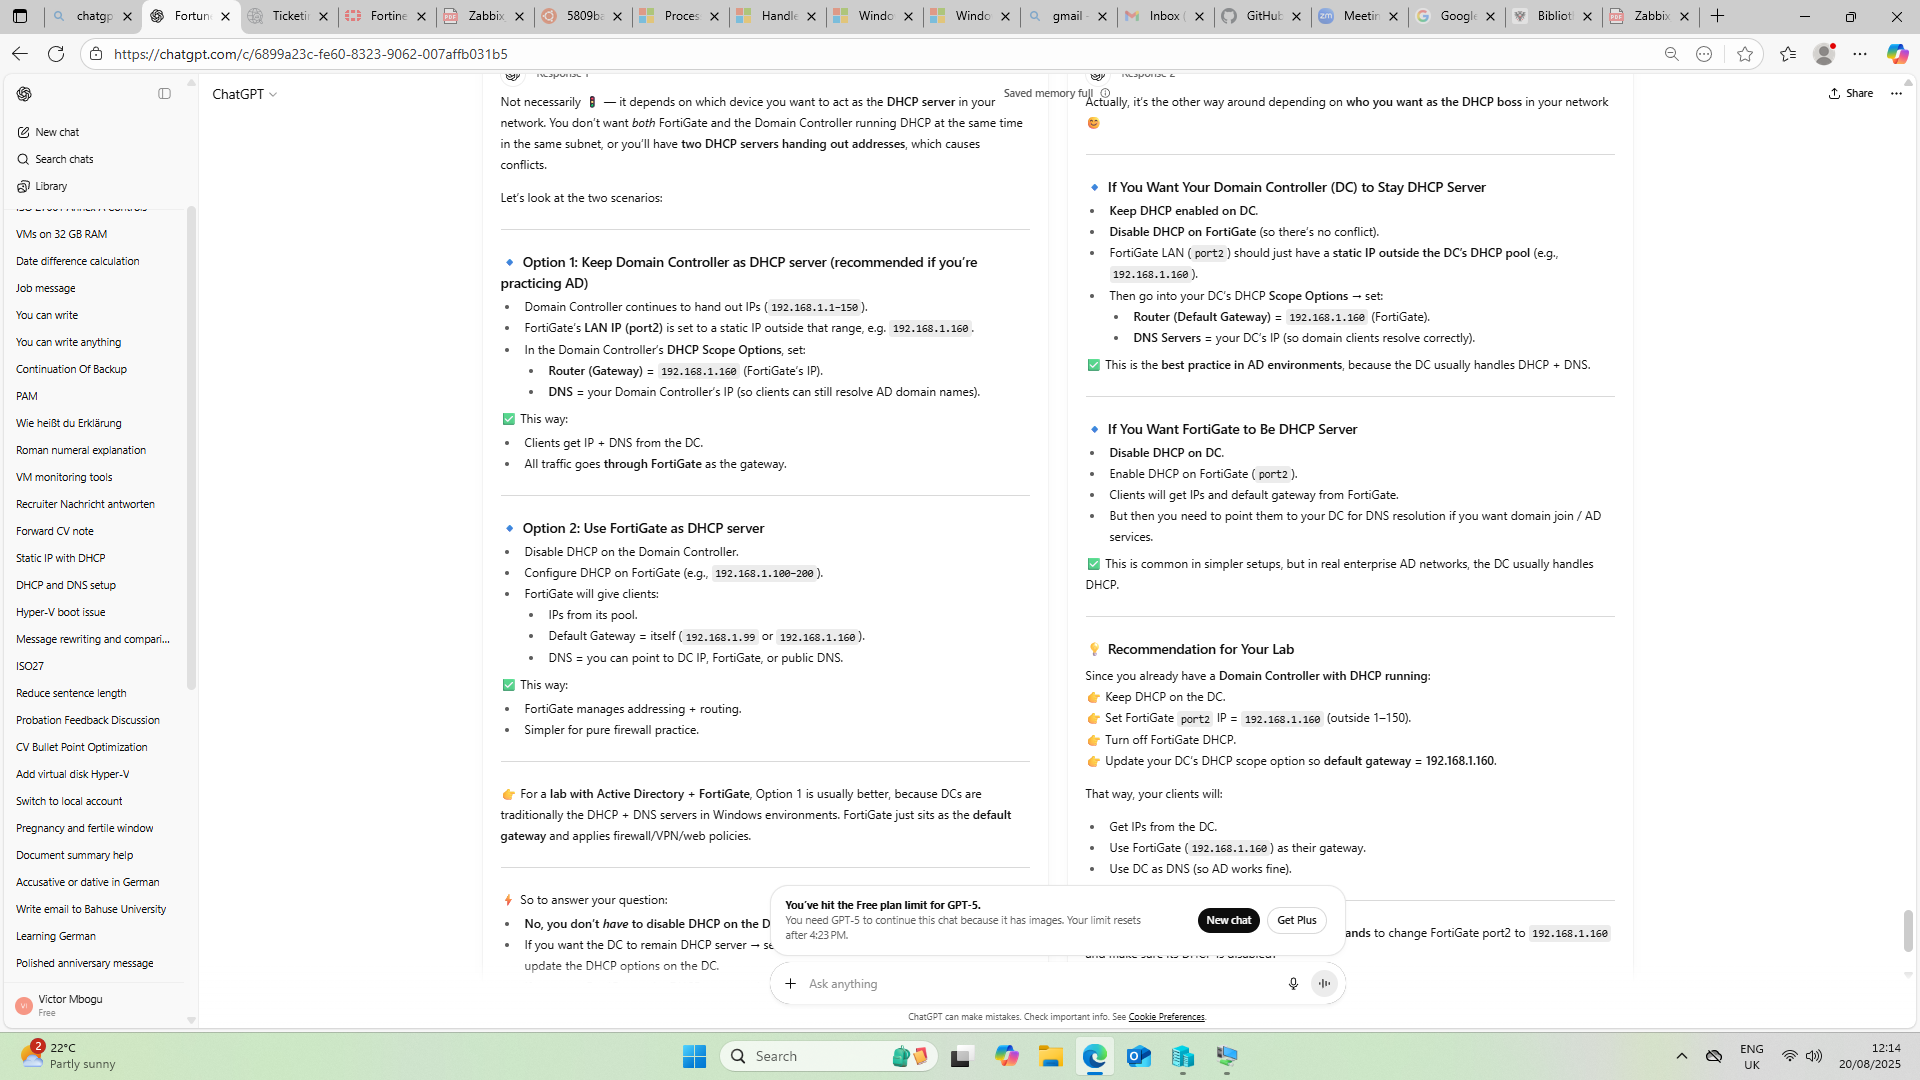 chatgp
Fortun
Ticketin
Fortine
Zabbix,
5809ba
Proces
Handle
Windo
Windo
gmail -
Inbox (
GitHub
Meetin
Google
Bibliot
Zabbix
https://chatgpt.com/c/6899a23c-fe60-8323-9062-007affb031b5
ChatGPT
Saved memory full
Share
New chat
Search chats
Library
VMs on 32 GB RAM
Date difference calculation
Job message
You can write
You can write anything
Continuation Of Backup
PAM
Wie heißt du Erklärung
Roman numeral explanation
VM monitoring tools
Recruiter Nachricht antworten
Forward CV note
Static IP with DHCP
DHCP and DNS setup
Hyper-V boot issue
Message rewriting and compari...
ISO27
Reduce sentence length
Probation Feedback Discussion
CV Bullet Point Optimization
Add virtual disk Hyper-V
Switch to local account
Pregnancy and fertile window
Document summary help
Accusative or dative in German
Write email to Bahuse University
Learning German
Polished anniversary message
VI
Victor Mbogu
Free
Response 1
Not necessarily 🚦 — it depends on which device you want to act as the DHCP server in your
network. You don't want both FortiGate and the Domain Controller running DHCP at the same time
in the same subnet, or you'll have two DHCP servers handing out addresses, which causes
conflicts.
Let's look at the two scenarios:
🔹 Option 1: Keep Domain Controller as DHCP server (recommended if you're
practicing AD)
• Domain Controller continues to hand out IPs (192.168.1.1–150).
• FortiGate's LAN IP (port2) is set to a static IP outside that range, e.g. 192.168.1.160.
• In the Domain Controller's DHCP Scope Options, set:
• Router (Gateway) = 192.168.1.160 (FortiGate's IP).
• DNS = your Domain Controller's IP (so clients can still resolve AD domain names).
✅ This way:
• Clients get IP + DNS from the DC.
• All traffic goes through FortiGate as the gateway.
🔹 Option 2: Use FortiGate as DHCP server
• Disable DHCP on the Domain Controller.
• Configure DHCP on FortiGate (e.g., 192.168.1.100–200).
• FortiGate will give clients:
• IPs from its pool.
• Default Gateway = itself (192.168.1.99 or 192.168.1.160).
• DNS = you can point to DC IP, FortiGate, or public DNS.
✅ This way:
• FortiGate manages addressing + routing.
• Simpler for pure firewall practice.
👉 For a lab with Active Directory + FortiGate, Option 1 is usually better, because DCs are
traditionally the DHCP + DNS servers in Windows environments. FortiGate just sits as the default
gateway and applies firewall/VPN/web policies.
⚡ So to answer your question:
• No, you don't have to disable DHCP on the D
• If you want the DC to remain DHCP server → se
update the DHCP options on the DC.
Response 2
Actually, it's the other way around depending on who you want as the DHCP boss in your network
😊
🔹 If You Want Your Domain Controller (DC) to Stay DHCP Server
• Keep DHCP enabled on DC.
• Disable DHCP on FortiGate (so there's no conflict).
• FortiGate LAN (port2) should just have a static IP outside the DC's DHCP pool (e.g.,
192.168.1.160).
• Then go into your DC's DHCP Scope Options → set:
• Router (Default Gateway) = 192.168.1.160 (FortiGate).
• DNS Servers = your DC's IP (so domain clients resolve correctly).
✅ This is the best practice in AD environments, because the DC usually handles DHCP + DNS.
🔹 If You Want FortiGate to Be DHCP Server
• Disable DHCP on DC.
• Enable DHCP on FortiGate (port2).
• Clients will get IPs and default gateway from FortiGate.
• But then you need to point them to your DC for DNS resolution if you want domain join / AD
services.
✅ This is common in simpler setups, but in real enterprise AD networks, the DC usually handles
DHCP.
💡 Recommendation for Your Lab
Since you already have a Domain Controller with DHCP running:
👉 Keep DHCP on the DC.
👉 Set FortiGate port2 IP = 192.168.1.160 (outside 1–150).
👉 Turn off FortiGate DHCP.
👉 Update your DC's DHCP scope option so default gateway = 192.168.1.160.
That way, your clients will:
• Get IPs from the DC.
• Use FortiGate (192.168.1.160) as their gateway.
• Use DC as DNS (so AD works fine).
ands to change FortiGate port2 to 192.168.1.160
You've hit the Free plan limit for GPT-5.
You need GPT-5 to continue this chat because it has images. Your limit resets
after 4:23 PM.
New chat
Get Plus
Ask anything
ChatGPT can make mistakes. Check important info. See Cookie Preferences.
2
22°C
Partly sunny
Search
ENG
UK
12:14
20/08/2025